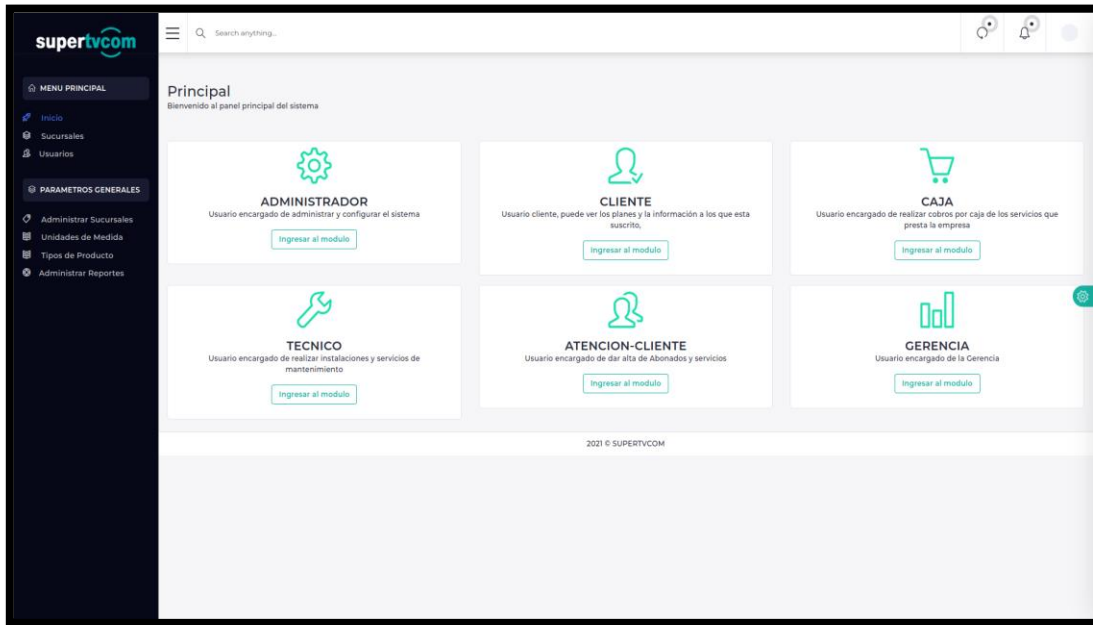 supertvcom
Search anything...
MENU PRINCIPAL
Inicio
Sucursales
Usuarios
PARAMETROS GENERALES
Administrar Sucursales
Unidades de Medida
Tipos de Producto
Administrar Reportes
Principal
Bienvenido al panel principal del sistema
ADMINISTRADOR
Usuario encargado de administrar y configurar el sistema
Ingresar al modulo
CLIENTE
Usuario cliente, puede ver los planes y la información a los que esta
suscrito,
Ingresar al modulo
CAJA
Usuario encargado de realizar cobros por caja de los servicios que
presta la empresa
Ingresar al modulo
TECNICO
Usuario encargado de realizar instalaciones y servicios de
mantenimiento
Ingresar al modulo
ATENCION-CLIENTE
Usuario encargado de dar alta de Abonados y servicios
Ingresar al modulo
GERENCIA
Usuario encargado de la Gerencia
Ingresar al modulo
2021 © SUPERTVCOM